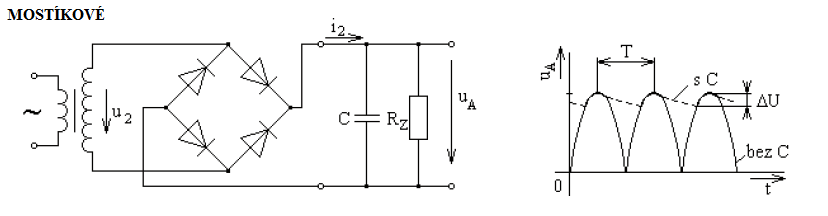 MOSTÍKOVÉ
~
u2
i2
C
RZ
uA
uA
T
s C
ΔU
bez C
0
t